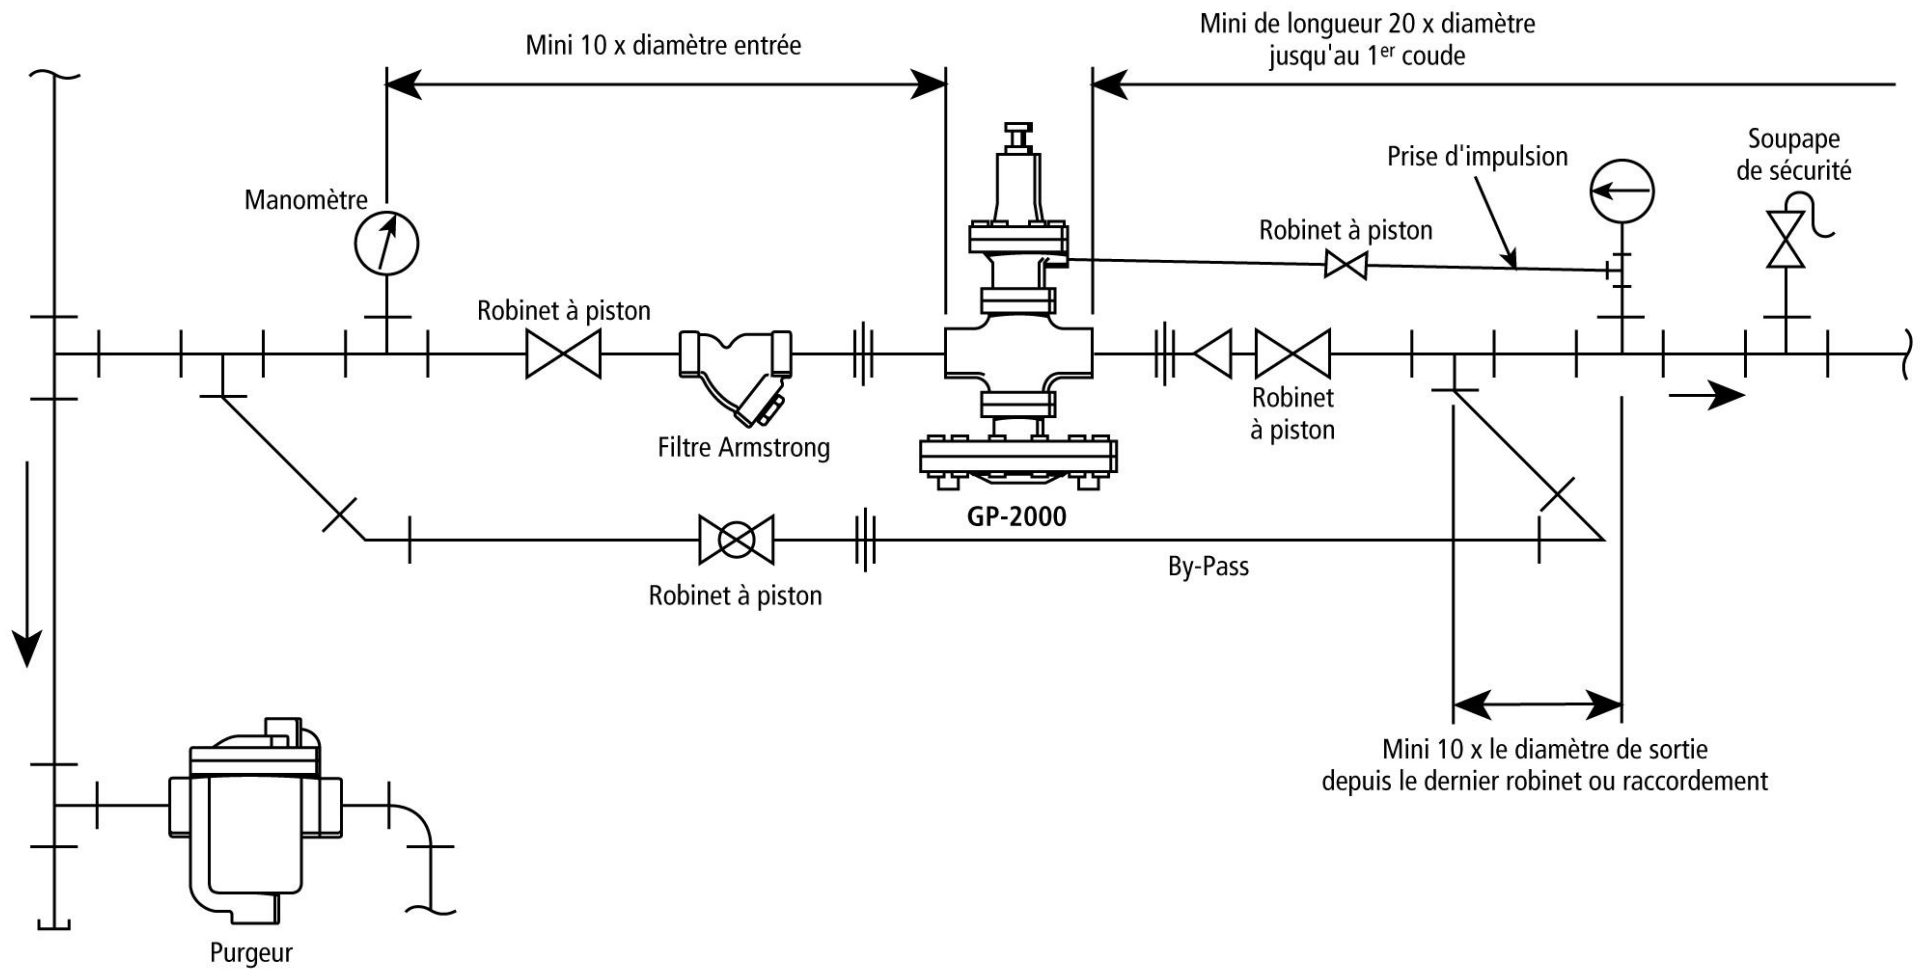 Mini 10 x diamètre entrée
Mini de longueur 20 x diamètre
jusqu'au 1er coude
Manomètre
Prise d'impulsion
Soupape
de sécurité
Robinet à piston
Robinet à piston
Robinet
à piston
Filtre Armstrong
GP-2000
By-Pass
Robinet à piston
Mini 10 x le diamètre de sortie
depuis le dernier robinet ou raccordement
Purgeur